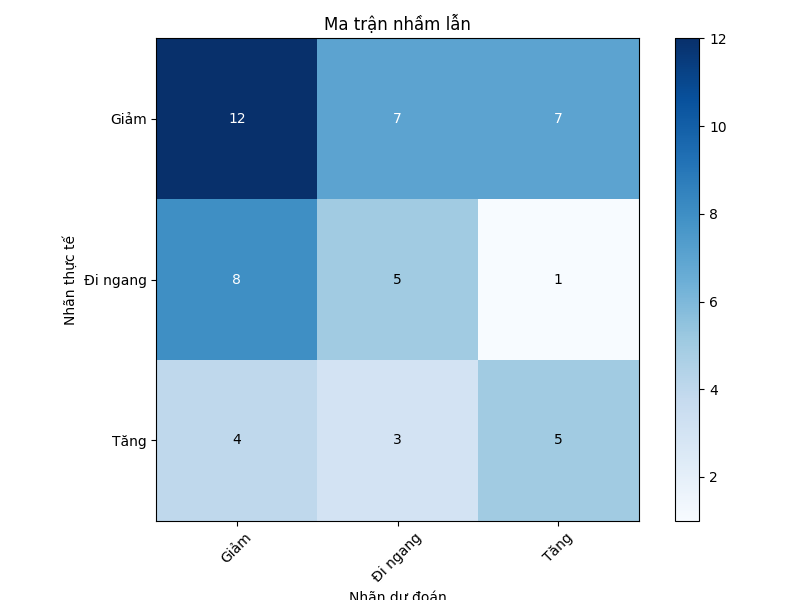 Ma trận nhầm lẫn
12
Giảm
12 7 7
10
8
Nhãn thực tế
Đi ngang
8 5 1
6
4
Tăng
4 3 5
2
Giảm Đi ngang Tăng
Nhãn dự đoán